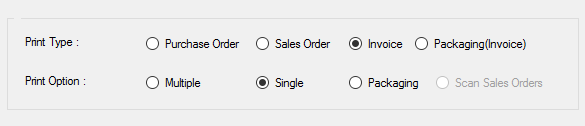 Print Type : Purchase Order Sales Order Invoice Packaging(Invoice)
Print Option : Multiple Single Packaging Scan Sales Orders